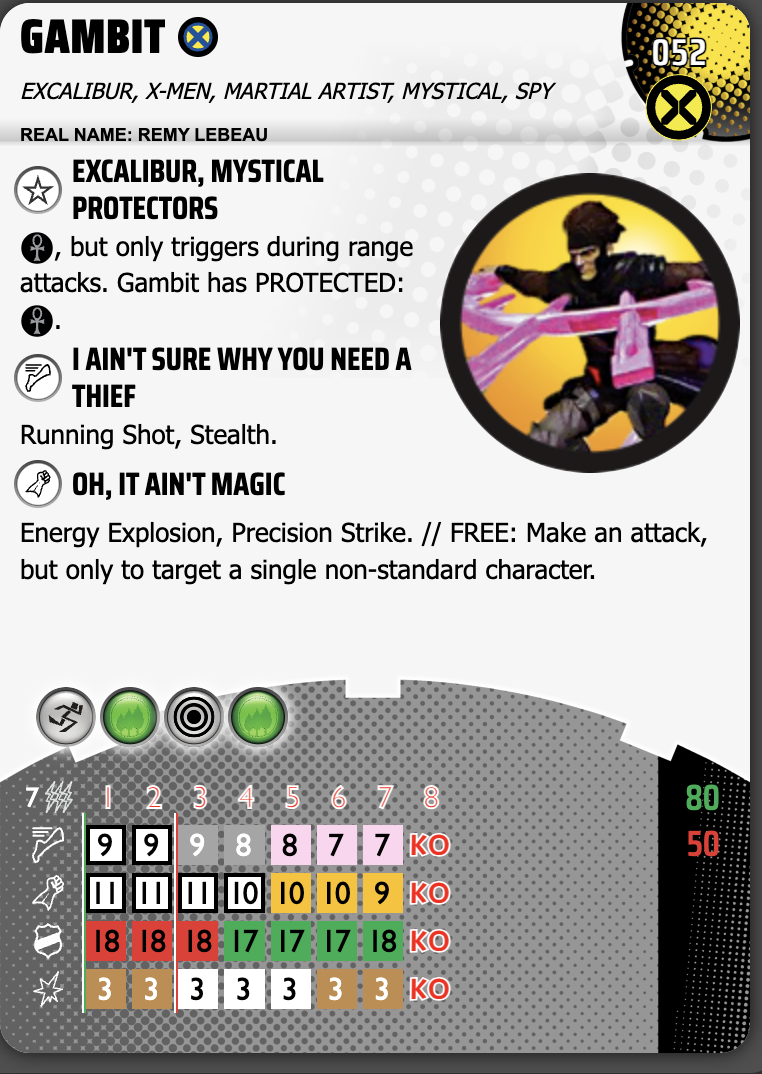 GAMBIT
052
EXCALIBUR, X-MEN, MARTIAL ARTIST, MYSTICAL, SPY
REAL NAME: REMY LEBEAU
EXCALIBUR, MYSTICAL
PROTECTORS
, but only triggers during range
attacks. Gambit has PROTECTED:
.
I AIN'T SURE WHY YOU NEED A
THIEF
Running Shot, Stealth.
OH, IT AIN'T MAGIC
Energy Explosion, Precision Strike. // FREE: Make an attack,
but only to target a single non-standard character.
7 1 2 3 4 5 6 7 8 80
9 9 9 8 8 7 7 KO 50
11 11 11 10 10 10 9 KO
18 18 18 17 17 17 18 KO
3 3 3 3 3 3 3 KO